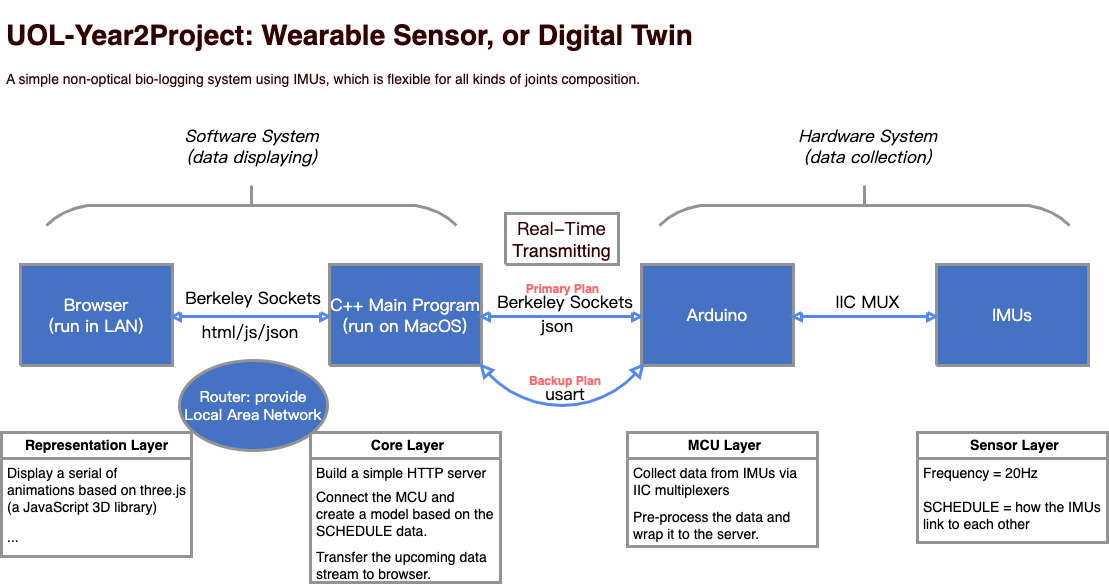 UOL-Year2Project: Wearable Sensor, or Digital Twin
A simple non-optical bio-logging system using IMUs, which is flexible for all kinds of joints composition.
Software System
(data displaying)
Hardware System
(data collection)
Real-Time
Transmitting
Browser
(run in LAN)
Berkeley Sockets
html/js/json
C++ Main Program
(run on MacOS)
Primary Plan
Berkeley Sockets
json
Backup Plan
usart
Arduino
IIC MUX
IMUs
Router: provide
Local Area Network
Representation Layer
Display a serial of
animations based on three.js
(a JavaScript 3D library)
...
Core Layer
Build a simple HTTP server
Connect the MCU and
create a model based on the
SCHEDULE data.
Transfer the upcoming data
stream to browser.
MCU Layer
Collect data from IMUs via
IIC multiplexers
Pre-process the data and
wrap it to the server.
Sensor Layer
Frequency = 20Hz
SCHEDULE = how the IMUs
link to each other